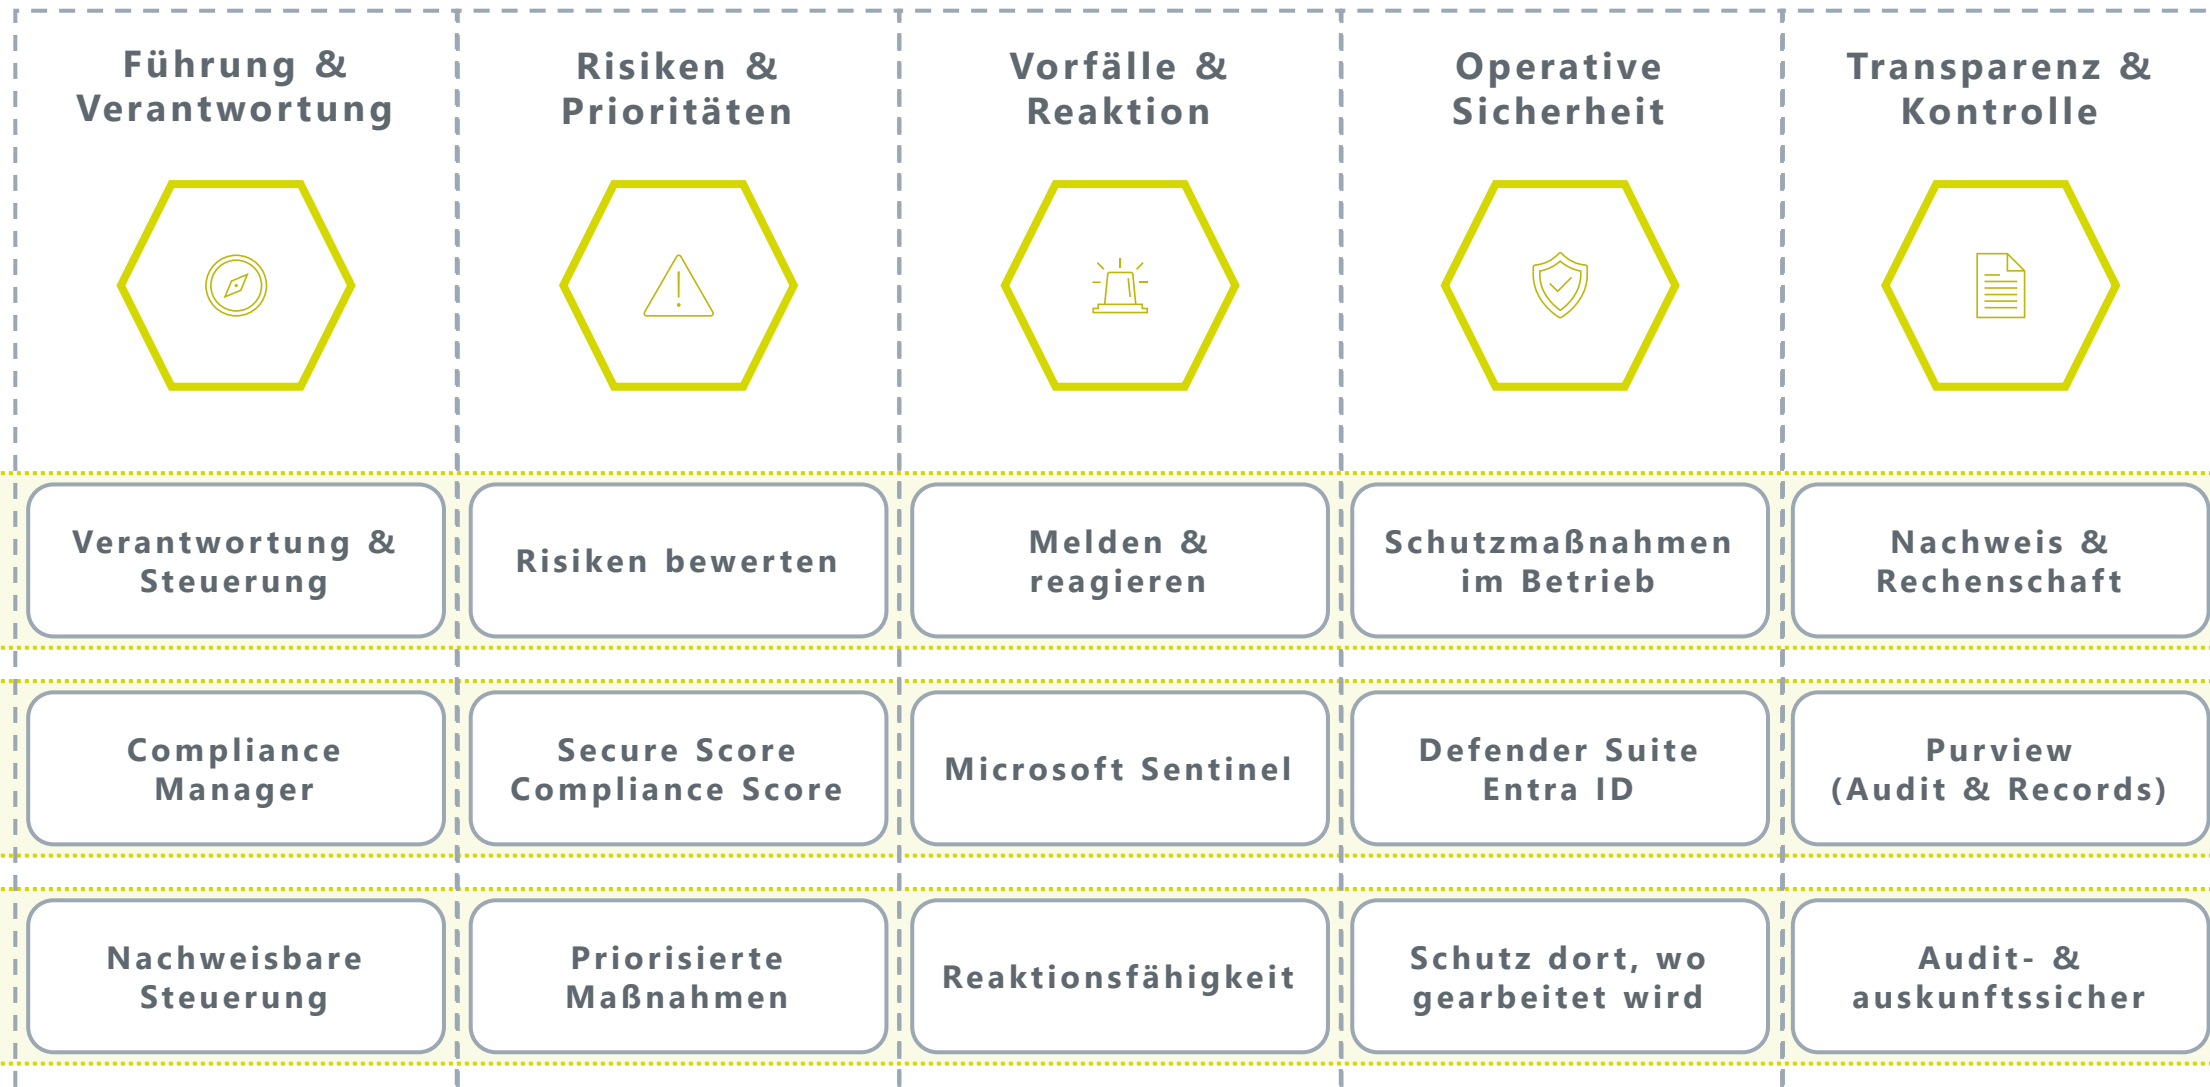 Führung &
Verantwortung
Risiken &
Prioritäten
Vorfälle &
Reaktion
Operative
Sicherheit
Transparenz &
Kontrolle
Verantwortung &
Steuerung
Risiken bewerten
Melden &
reagieren
Schutzmaßnahmen
im Betrieb
Nachweis &
Rechenschaft
Compliance
Manager
Secure Score
Compliance Score
Microsoft Sentinel
Defender Suite
Entra ID
Purview
(Audit & Records)
Nachweisbare
Steuerung
Priorisierte
Maßnahmen
Reaktionsfähigkeit
Schutz dort, wo
gearbeitet wird
Audit- &
auskunftssicher